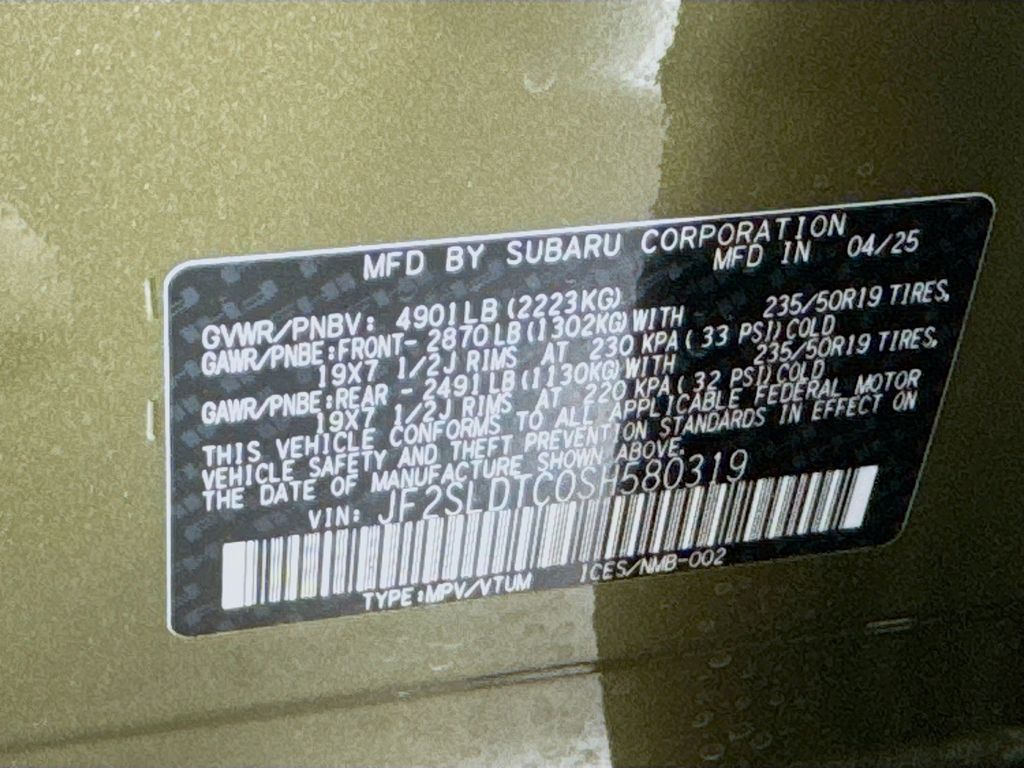 MFD BY SUBARU CORPORATION
MFD IN 04/25
GVWR/PNBV: 4901LB (2223KG)
GAWR/PNBE:FRONT- 2870LB (1302KG) WITH 235/50R19 TIRES,
19X7 1/2J RIMS AT 230 KPA ( 33 PSI) COLD
GAWR/PNBE:REAR - 2491LB (1130KG) WITH 235/50R19 TIRES,
19X7 1/2J RIMS AT 220 KPA ( 32 PSI) COLD
THIS VEHICLE CONFORMS TO ALL APPLICABLE FEDERAL MOTOR
VEHICLE SAFETY AND THEFT PREVENTION STANDARDS IN EFFECT ON
THE DATE OF MANUFACTURE SHOWN ABOVE.
VIN: JF2SLDTC0SH580319
TYPE:MPV/VTUM ICES/NMB-002